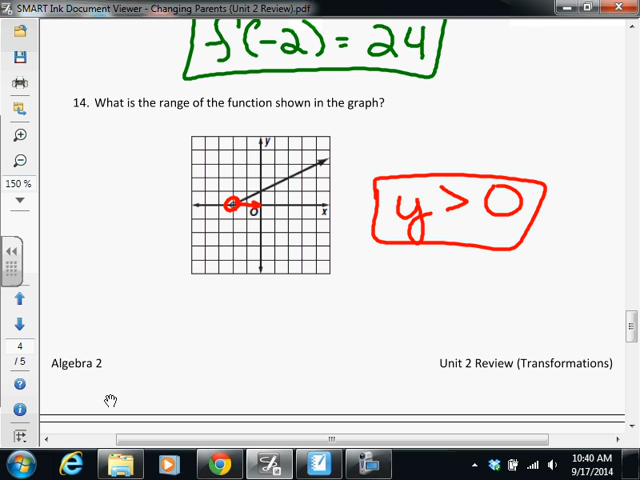 SMART Ink Document Viewer - Changing Parents (Unit 2 Review).pdf
f(-2) = 24
14. What is the range of the function shown in the graph?
y
O
x
y > 0
150 %
4
/ 5
Algebra 2
Unit 2 Review (Transformations)
10:40 AM
9/17/2014